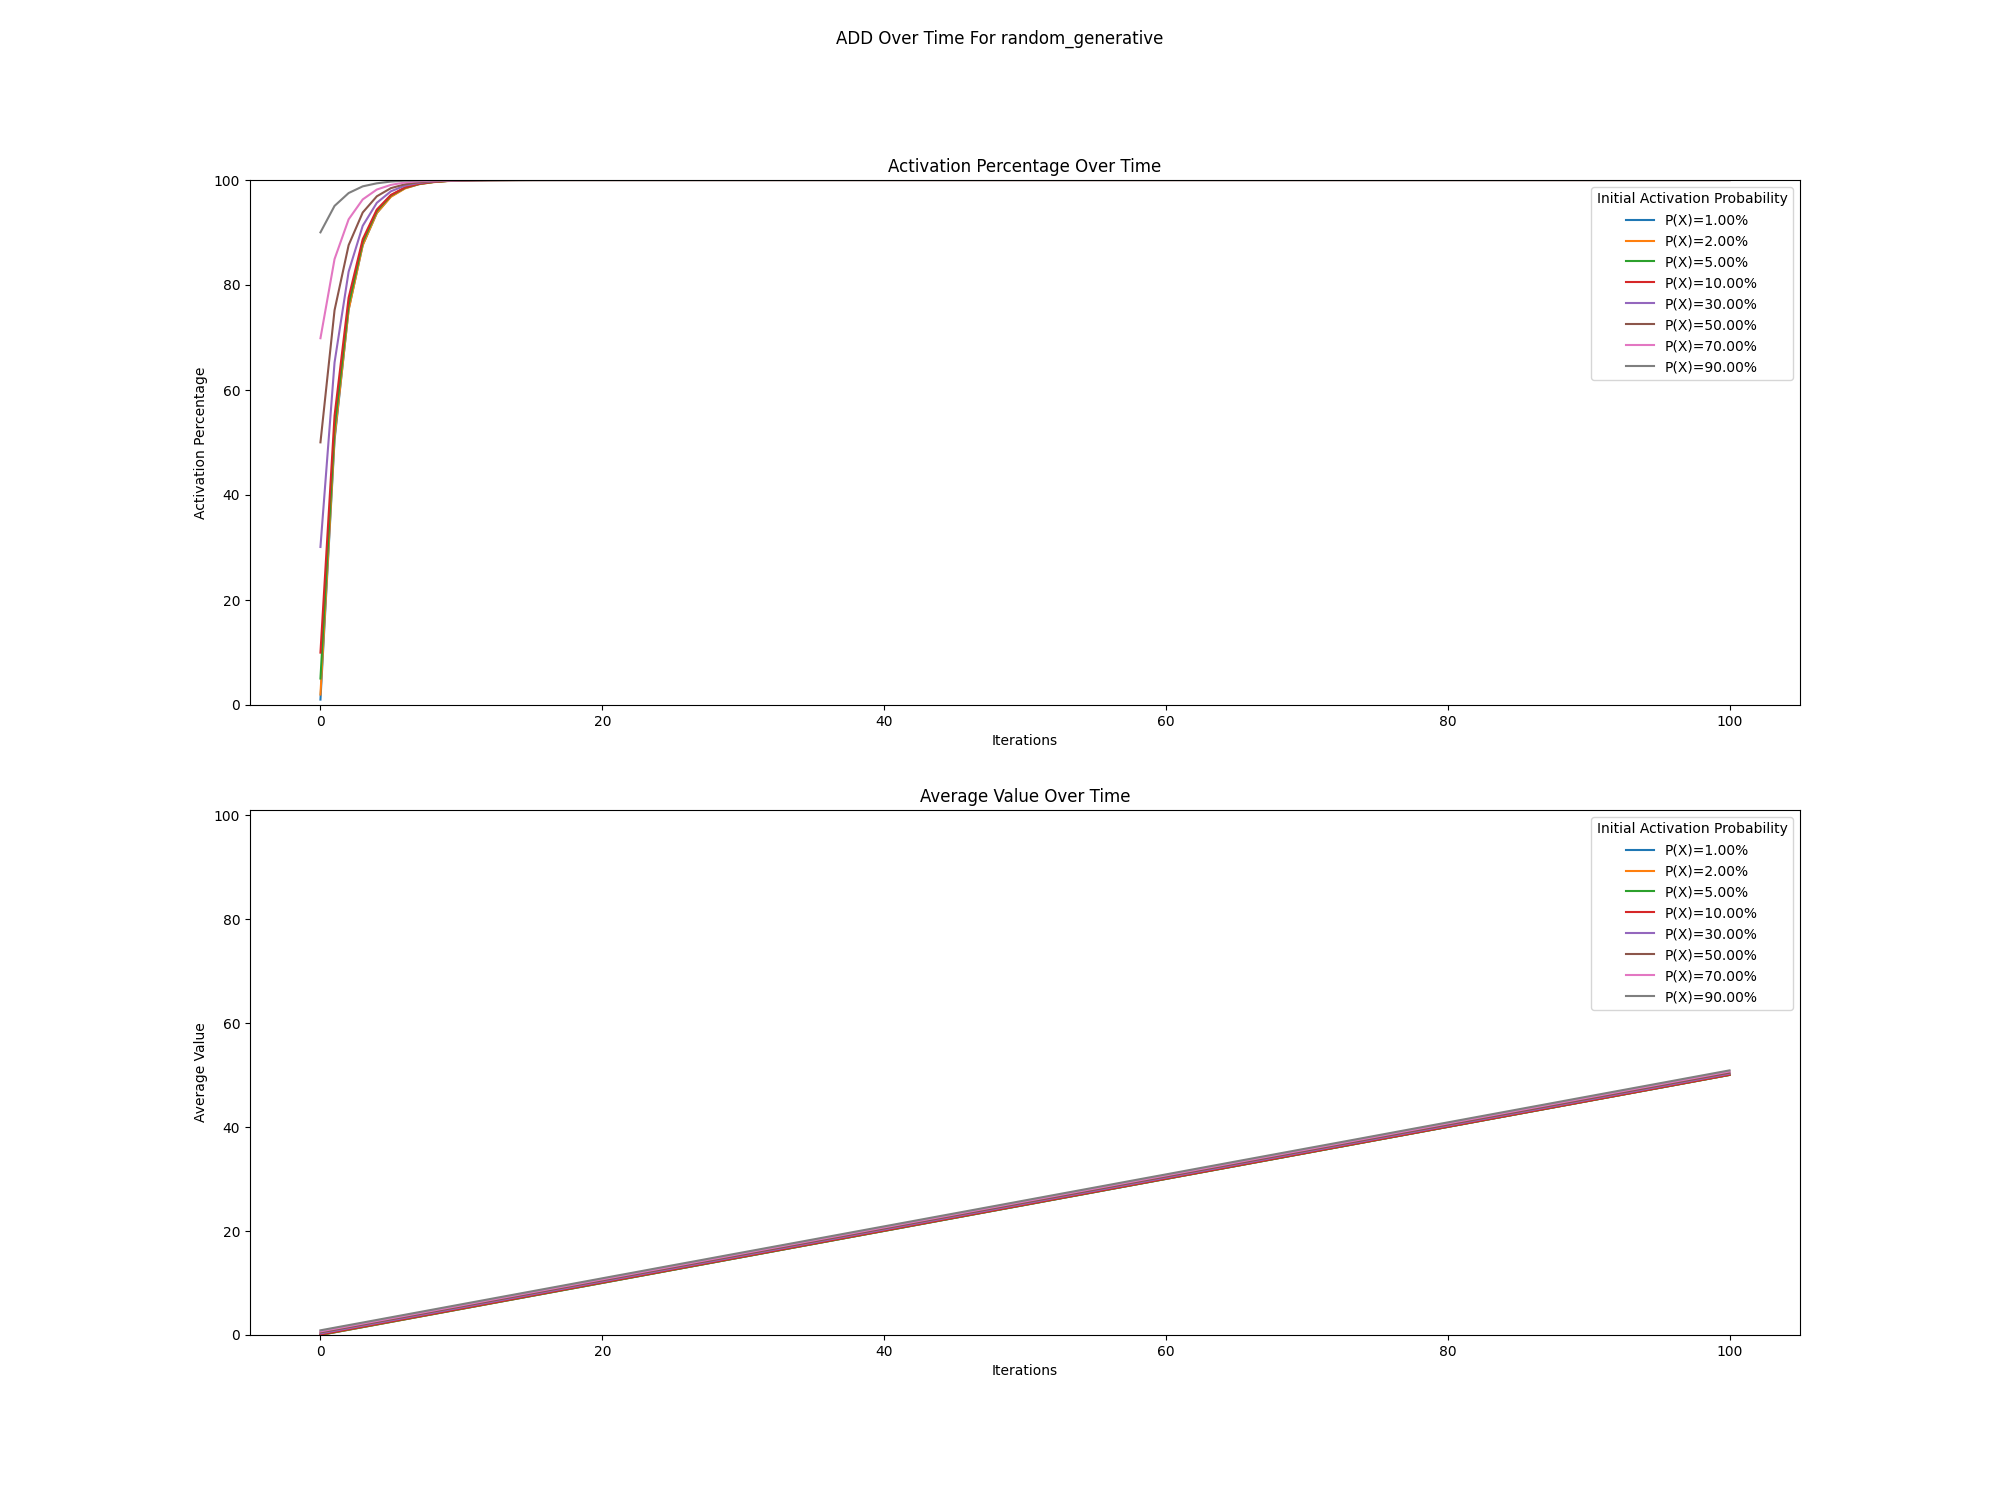 ADD Over Time For random_generative
Activation Percentage Over Time
100
80
60
40
20
0
Activation Percentage
Initial Activation Probability
P(X)=1.00%
P(X)=2.00%
P(X)=5.00%
P(X)=10.00%
P(X)=30.00%
P(X)=50.00%
P(X)=70.00%
P(X)=90.00%
0 20 40 60 80 100
Iterations
Average Value Over Time
100
80
60
40
20
0
Average Value
Initial Activation Probability
P(X)=1.00%
P(X)=2.00%
P(X)=5.00%
P(X)=10.00%
P(X)=30.00%
P(X)=50.00%
P(X)=70.00%
P(X)=90.00%
0 20 40 60 80 100
Iterations